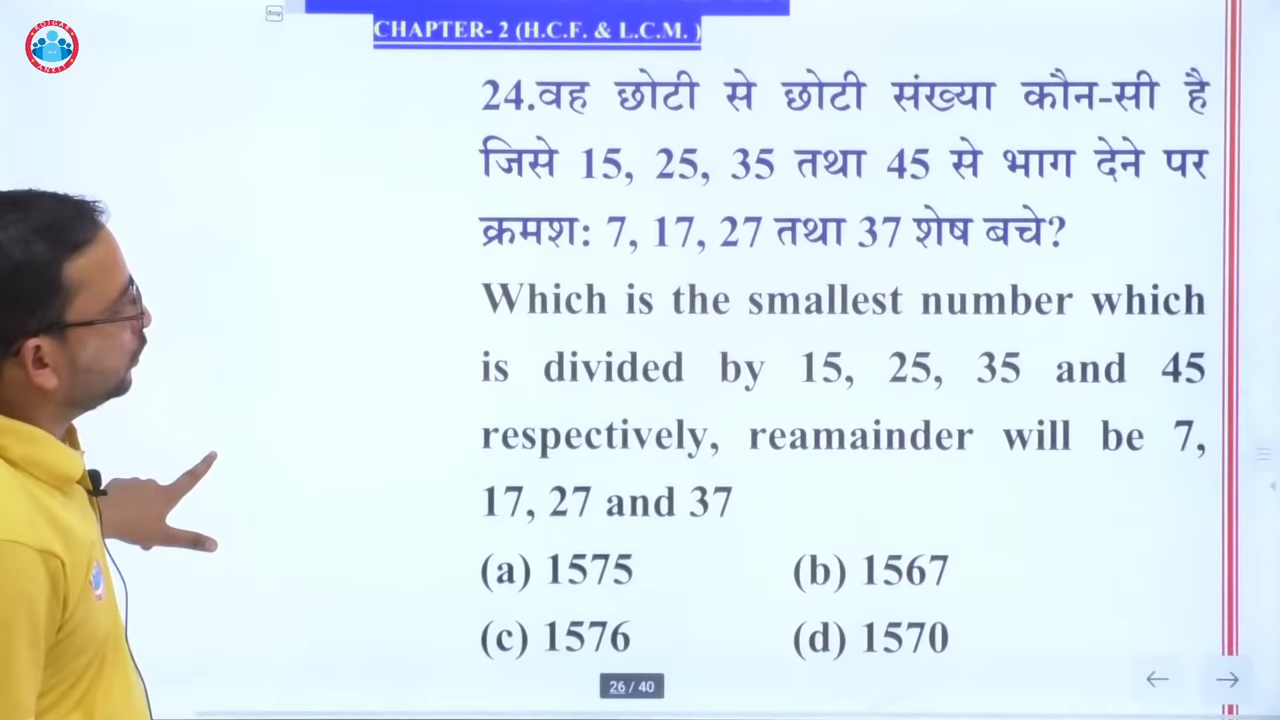 CHAPTER- 2 (H.C.F. & L.C.M. )
24.वह छोटी से छोटी संख्या कौन-सी है
जिसे 15, 25, 35 तथा 45 से भाग देने पर
क्रमश: 7, 17, 27 तथा 37 शेष बचे?
Which is the smallest number which
is divided by 15, 25, 35 and 45
respectively, reamainder will be 7,
17, 27 and 37
(a) 1575 (b) 1567
(c) 1576 (d) 1570
26 / 40